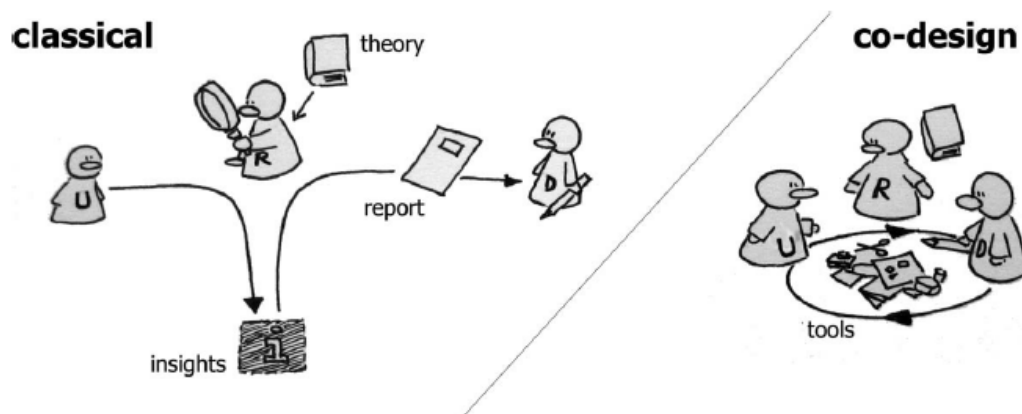 classical
theory
R
U
D
report
i
insights
co-design
R
U
D
tools